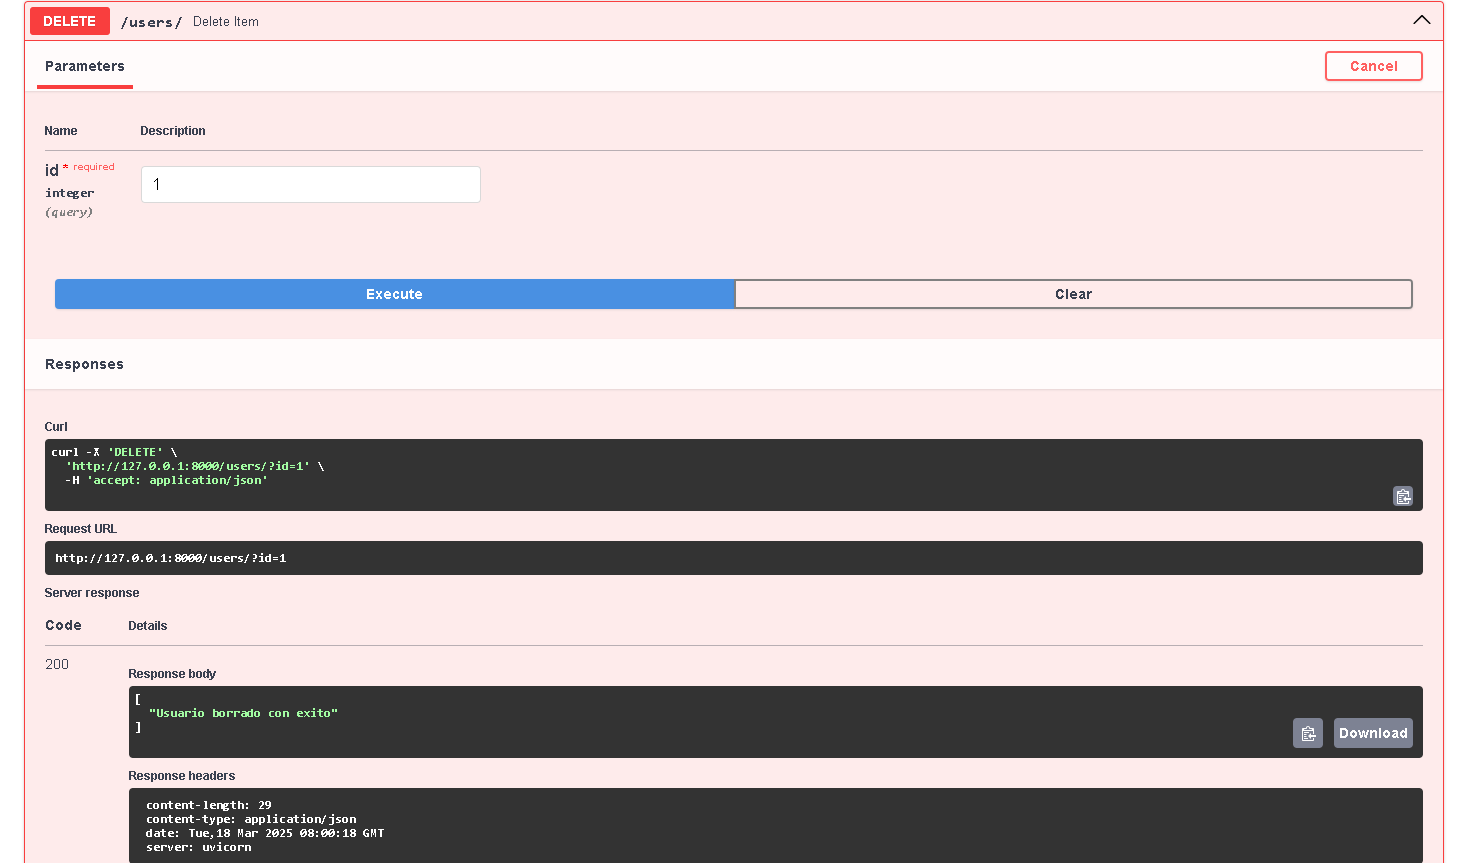 DELETE /users/ Delete Item
Parameters
Cancel
Name Description
id * required
integer
(query)
1
Execute
Clear
Responses
Curl
curl -X 'DELETE' \
'http://127.0.0.1:8000/users/?id=1' \
-H 'accept: application/json'
Request URL
http://127.0.0.1:8000/users/?id=1
Server response
Code Details
200
Response body
[
"Usuario borrado con exito"
]
Download
Response headers
content-length: 29
content-type: application/json
date: Tue,18 Mar 2025 08:00:18 GMT
server: uvicorn